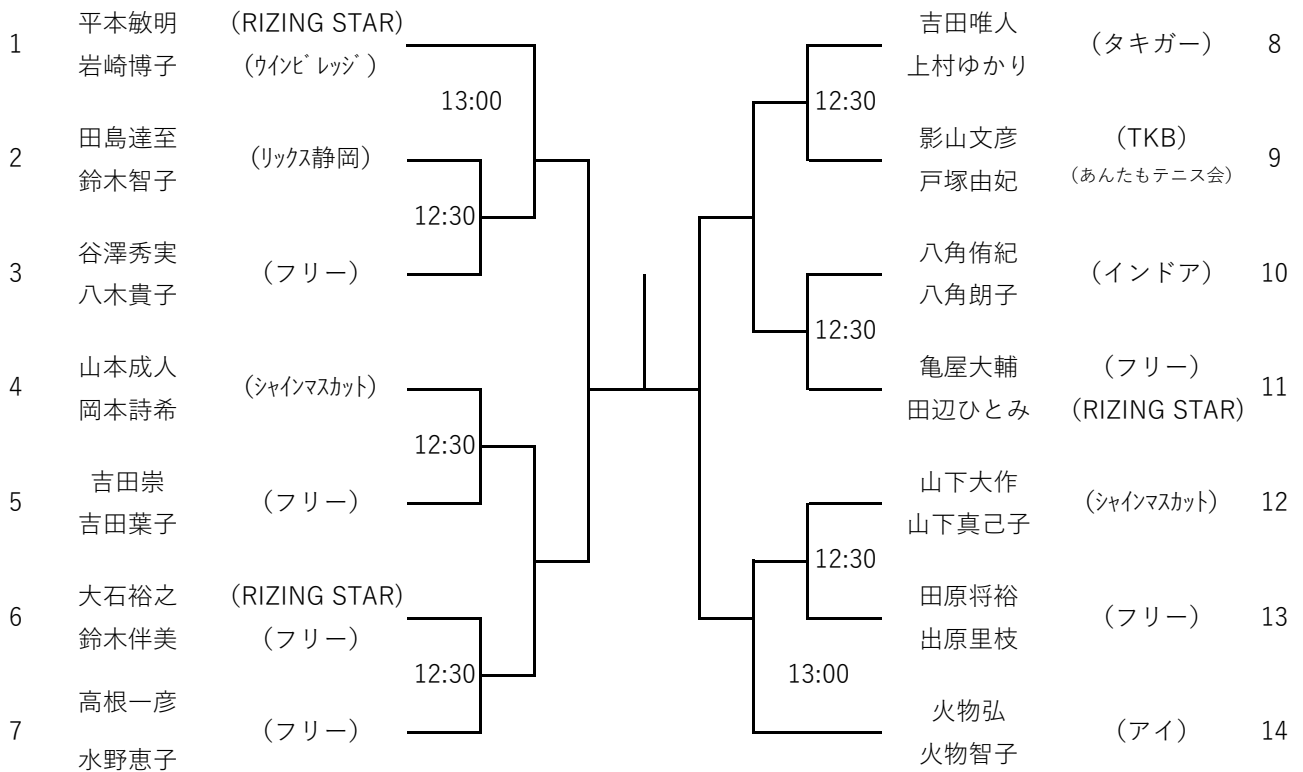 1
平本敏明
(RIZING STAR)
岩崎博子
(ｳｲﾝﾋﾞﾚｯｼﾞ)
13:00
2
田島達至
(ﾘｯｸｽ静岡)
鈴木智子
12:30
3
谷澤秀実
(フリー)
八木貴子
4
山本成人
(ｼｬｲﾝﾏｽｶｯﾄ)
岡本詩希
12:30
5
吉田崇
(フリー)
吉田葉子
6
大石裕之
(RIZING STAR)
鈴木伴美
(フリー)
12:30
7
高根一彦
(フリー)
水野恵子
吉田唯人
(タキガー)
8
上村ゆかり
12:30
影山文彦
(TKB)
9
戸塚由妃
(あんたもテニス会)
八角侑紀
(インドア)
10
八角朗子
12:30
亀屋大輔
(フリー)
11
田辺ひとみ
(RIZING STAR)
山下大作
(ｼｬｲﾝﾏｽｶｯﾄ)
12
山下真己子
12:30
田原将裕
(フリー)
13
出原里枝
13:00
火物弘
(アイ)
14
火物智子